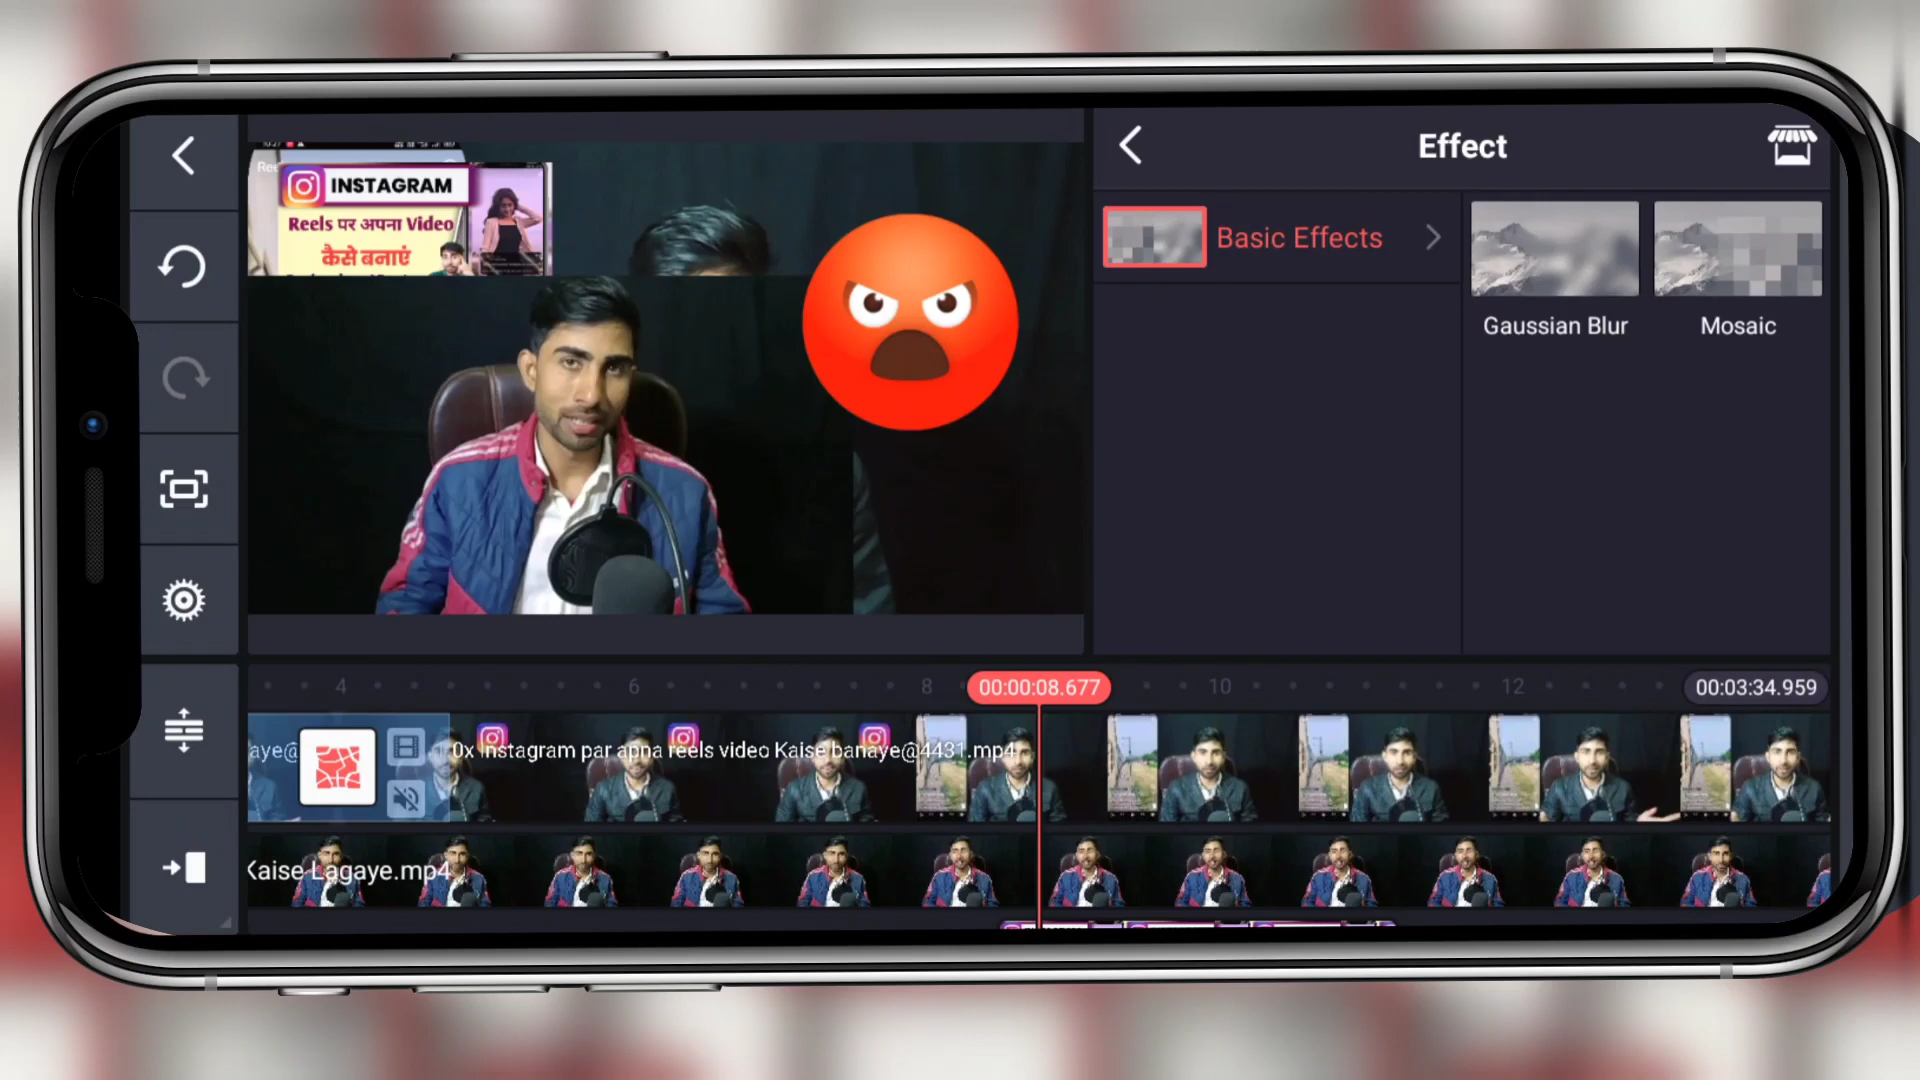 Effect
INSTAGRAM
Reels पर अपना Video
कैसे बनाएं
Basic Effects
Gaussian Blur
Mosaic
4
6
8
00:00:08.677
10
12
00:03:34.959
aye@
0x Instagram par apna reels video Kaise banaye@4431.mp4
Kaise Lagaye.mp4